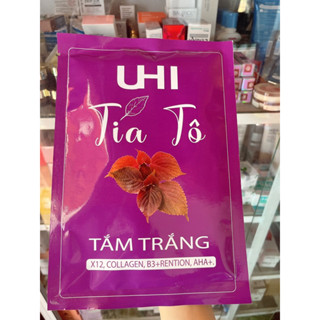 UHI
Tía Tô
TẮM TRẮNG
X12, COLLAGEN, B3+RENTION, AHA+.